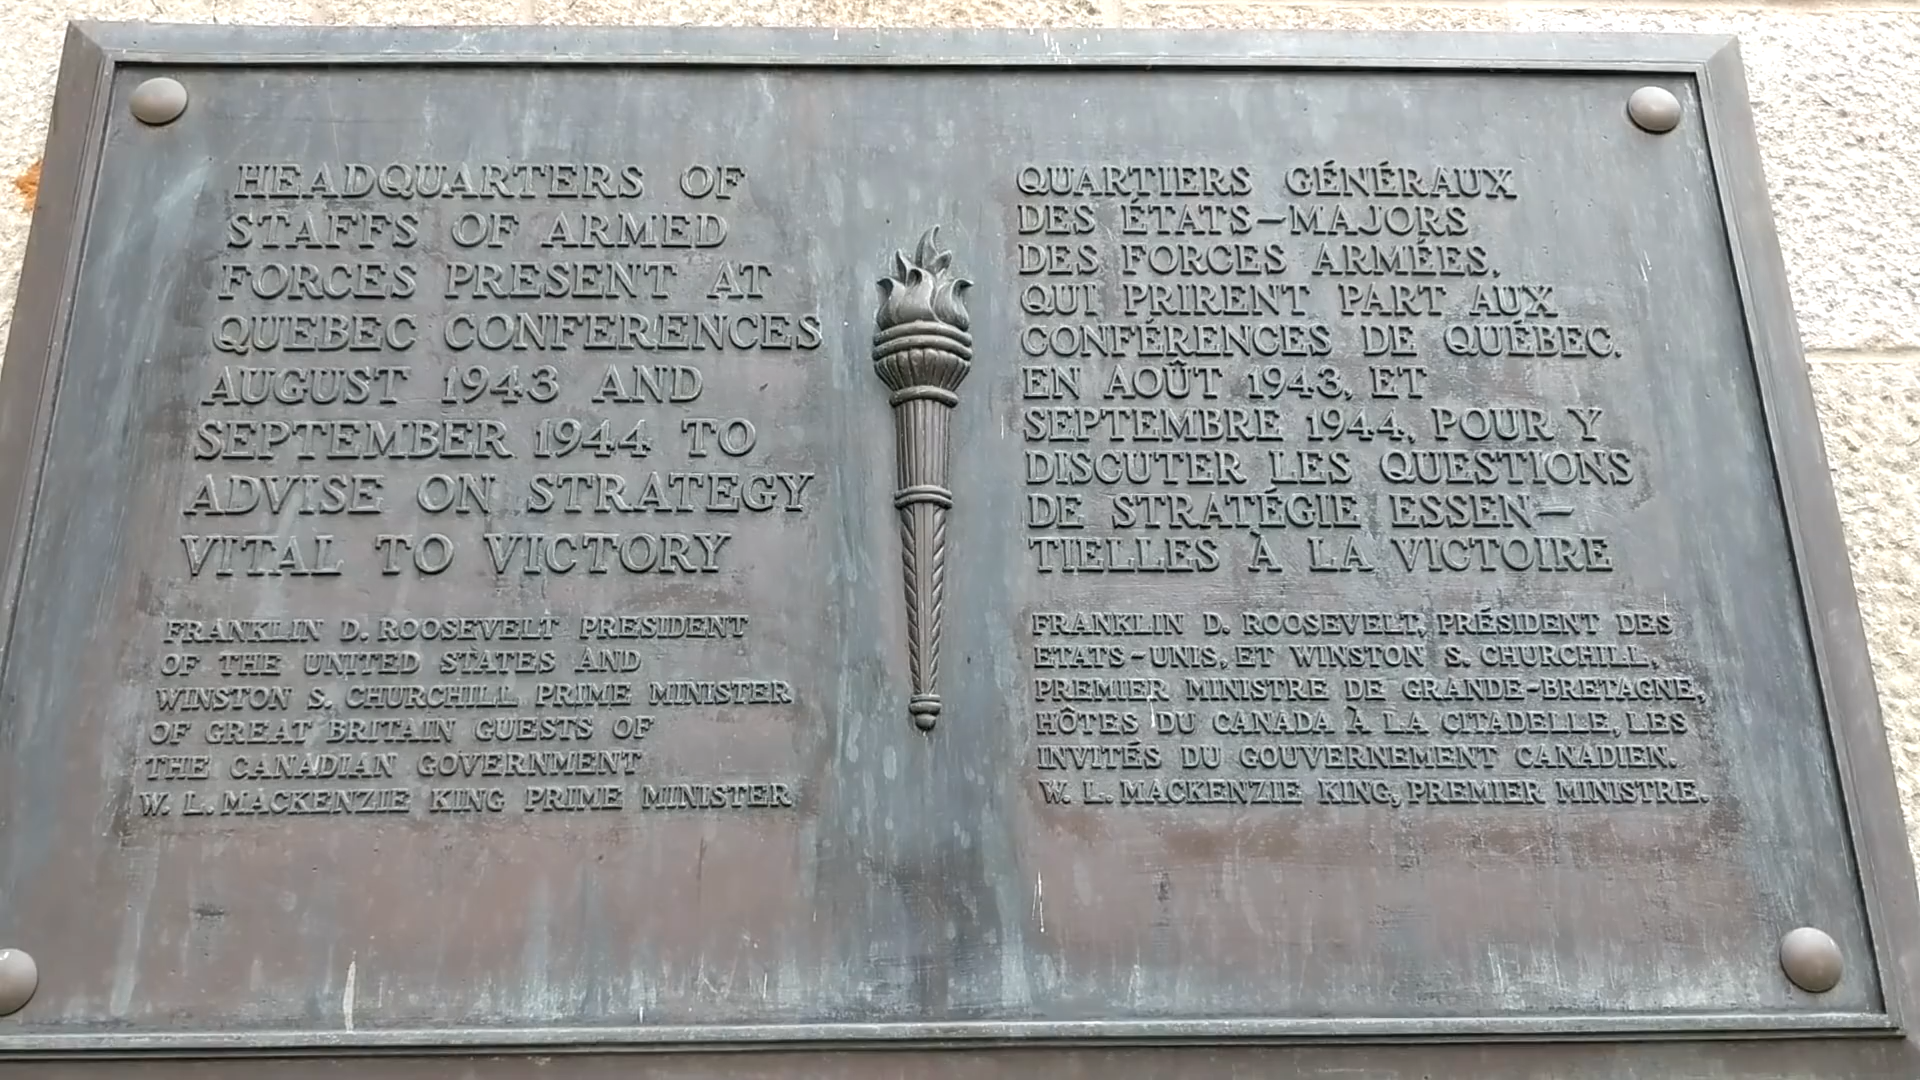 HEADQUARTERS OF
STAFFS OF ARMED
FORCES PRESENT AT
QUEBEC CONFERENCES
AUGUST 1943 AND
SEPTEMBER 1944 TO
ADVISE ON STRATEGY
VITAL TO VICTORY
FRANKLIN D. ROOSEVELT PRESIDENT
OF THE UNITED STATES AND
WINSTON S. CHURCHILL PRIME MINISTER
OF GREAT BRITAIN GUESTS OF
THE CANADIAN GOVERNMENT
W. L. MACKENZIE KING PRIME MINISTER
QUARTIERS GÉNÉRAUX
DES ÉTATS-MAJORS
DES FORCES ARMÉES,
QUI PRIRENT PART AUX
CONFÉRENCES DE QUÉBEC,
EN AOÛT 1943, ET
SEPTEMBRE 1944, POUR Y
DISCUTER LES QUESTIONS
DE STRATÉGIE ESSEN-
TIELLES À LA VICTOIRE
FRANKLIN D. ROOSEVELT, PRÉSIDENT DES
ETATS-UNIS, ET WINSTON S. CHURCHILL,
PREMIER MINISTRE DE GRANDE-BRETAGNE,
HÔTES DU CANADA À LA CITADELLE, LES
INVITÉS DU GOUVERNEMENT CANADIEN.
W. L. MACKENZIE KING, PREMIER MINISTRE.